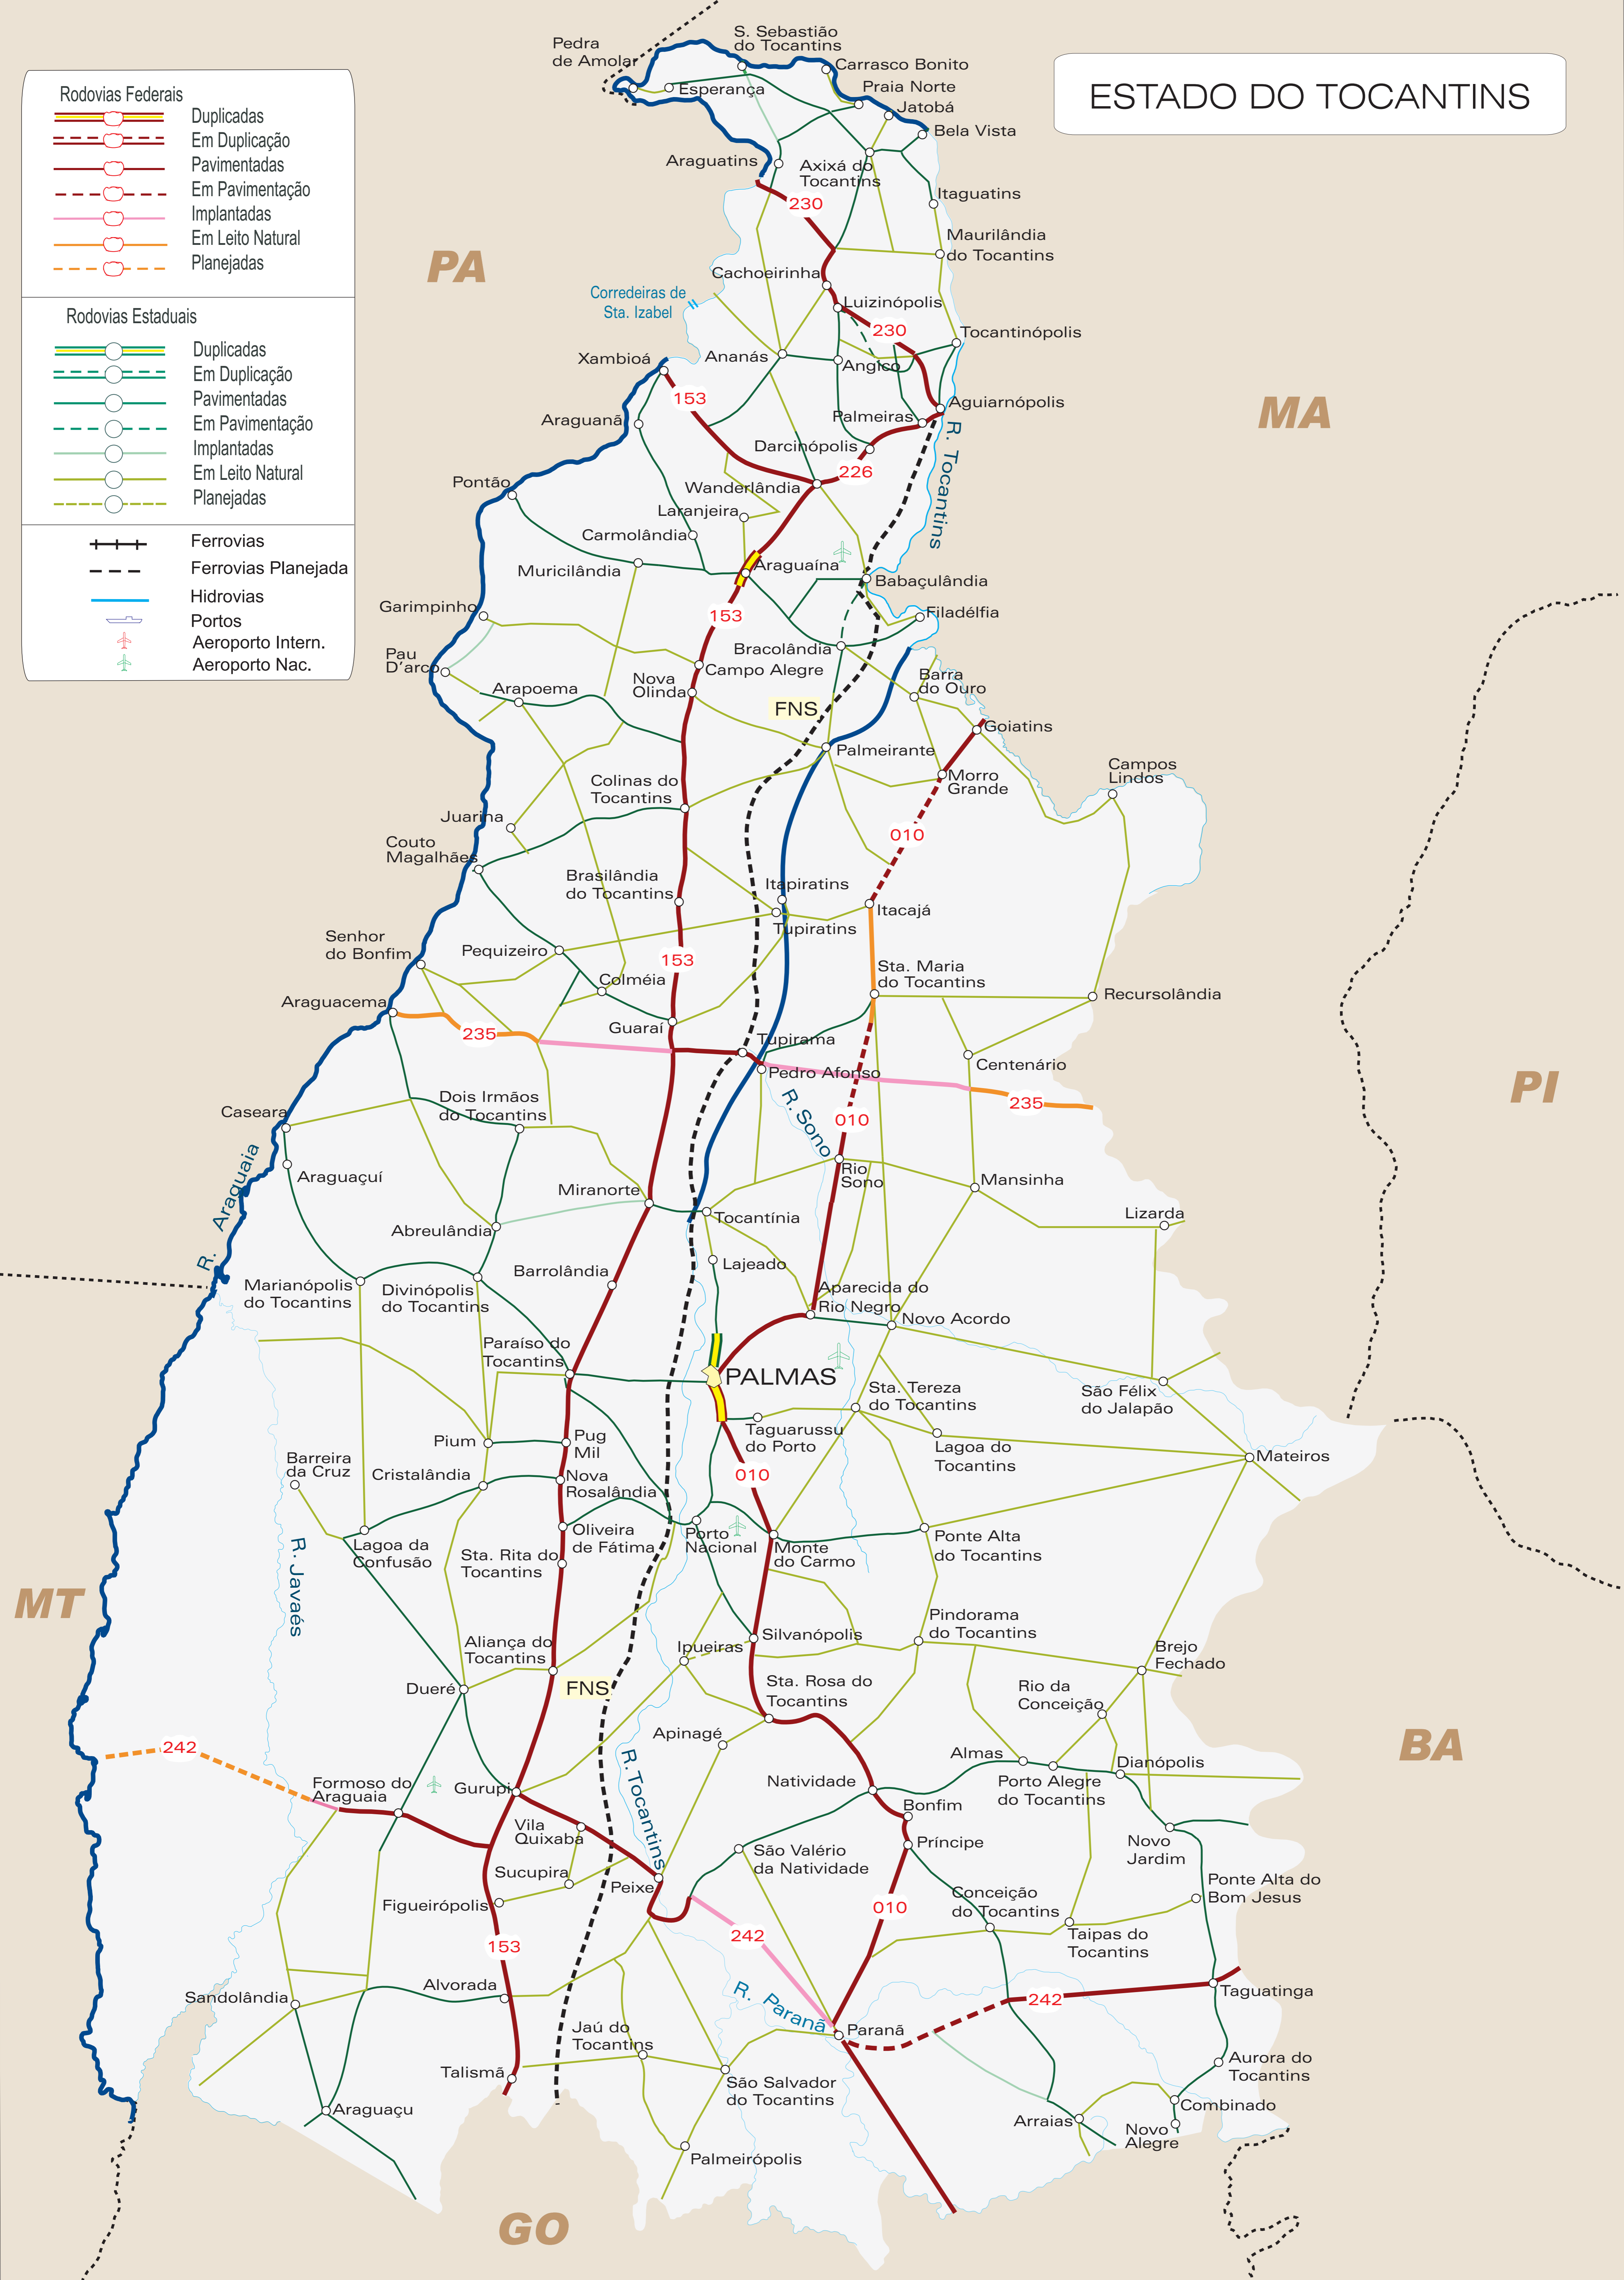 ESTADO DO TOCANTINS
Rodovias Federais
Duplicadas
Em Duplicação
Pavimentadas
Em Pavimentação
Implantadas
Em Leito Natural
Planejadas
Rodovias Estaduais
Duplicadas
Em Duplicação
Pavimentadas
Em Pavimentação
Implantadas
Em Leito Natural
Planejadas
Ferrovias
Ferrovias Planejada
Hidrovias
Portos
Aeroporto Intern.
Aeroporto Nac.
Pedra
de Amolar
S. Sebastião
do Tocantins
Carrasco Bonito
Esperança
Praia Norte
Jatobá
Bela Vista
Araguatins
Axixá do
Tocantins
Itaguatins
230
Maurilândia
do Tocantins
PA
Cachoeirinha
Corredeiras de
Sta. Izabel
Luizinópolis
230
Tocantinópolis
Xambioá
Ananás
Angico
153
MA
Aguiarnópolis
Araguanã
Palmeiras
Darcinópolis
R. Tocantins
226
Pontão
Wanderlândia
Laranjeira
Carmolândia
Muricilândia
Araguaína
Babaçulândia
Garimpinho
153
Filadélfia
Bracolândia
Pau
D'arco
Campo Alegre
Nova
Olinda
Barra
do Ouro
Arapoema
FNS
Goiatins
Palmeirante
Campos
Lindos
Colinas do
Tocantins
Morro
Grande
Juarina
010
Couto
Magalhães
Brasilândia
do Tocantins
Itapiratins
Itacajá
Tupiratins
Senhor
do Bonfim
Pequizeiro
153
Sta. Maria
do Tocantins
Colméia
Recursolândia
Araguacema
Guaraí
235
Tupirama
Centenário
Pedro Afonso
PI
235
Dois Irmãos
do Tocantins
R. Sono
010
Caseara
R. Araguaia
Araguaçuí
Rio
Sono
Mansinha
Miranorte
Tocantínia
Lizarda
Abreulândia
Lajeado
Barrolândia
Marianópolis
do Tocantins
Divinópolis
do Tocantins
Aparecida do
Rio Negro
Novo Acordo
Paraíso do
Tocantins
PALMAS
Sta. Tereza
do Tocantins
São Félix
do Jalapão
Pium
Pug
Mil
Taguarussu
do Porto
Lagoa do
Tocantins
Mateiros
Barreira
da Cruz
Cristalândia
Nova
Rosalândia
010
R. Javaés
Lagoa da
Confusão
Oliveira
de Fátima
Porto
Nacional
Monte
do Carmo
Ponte Alta
do Tocantins
Sta. Rita do
Tocantins
MT
Pindorama
do Tocantins
Aliança do
Tocantins
Ipueiras
Silvanópolis
Brejo
Fechado
Dueré
FNS
Sta. Rosa do
Tocantins
Rio da
Conceição
Apinagé
BA
242
R.Tocantins
Almas
Dianópolis
Formoso do
Araguaia
Gurupi
Natividade
Porto Alegre
do Tocantins
Bonfim
Vila
Quixaba
Príncipe
Novo
Jardim
São Valério
da Natividade
Sucupira
Peixe
Ponte Alta do
Bom Jesus
Figueirópolis
Conceição
do Tocantins
010
Taipas do
Tocantins
242
153
Sandolândia
Alvorada
R. Paranã
242
Taguatinga
Jaú do
Tocantins
Paranã
Talismã
São Salvador
do Tocantins
Aurora do
Tocantins
Araguaçu
Combinado
Arraias
Novo
Alegre
Palmeirópolis
GO